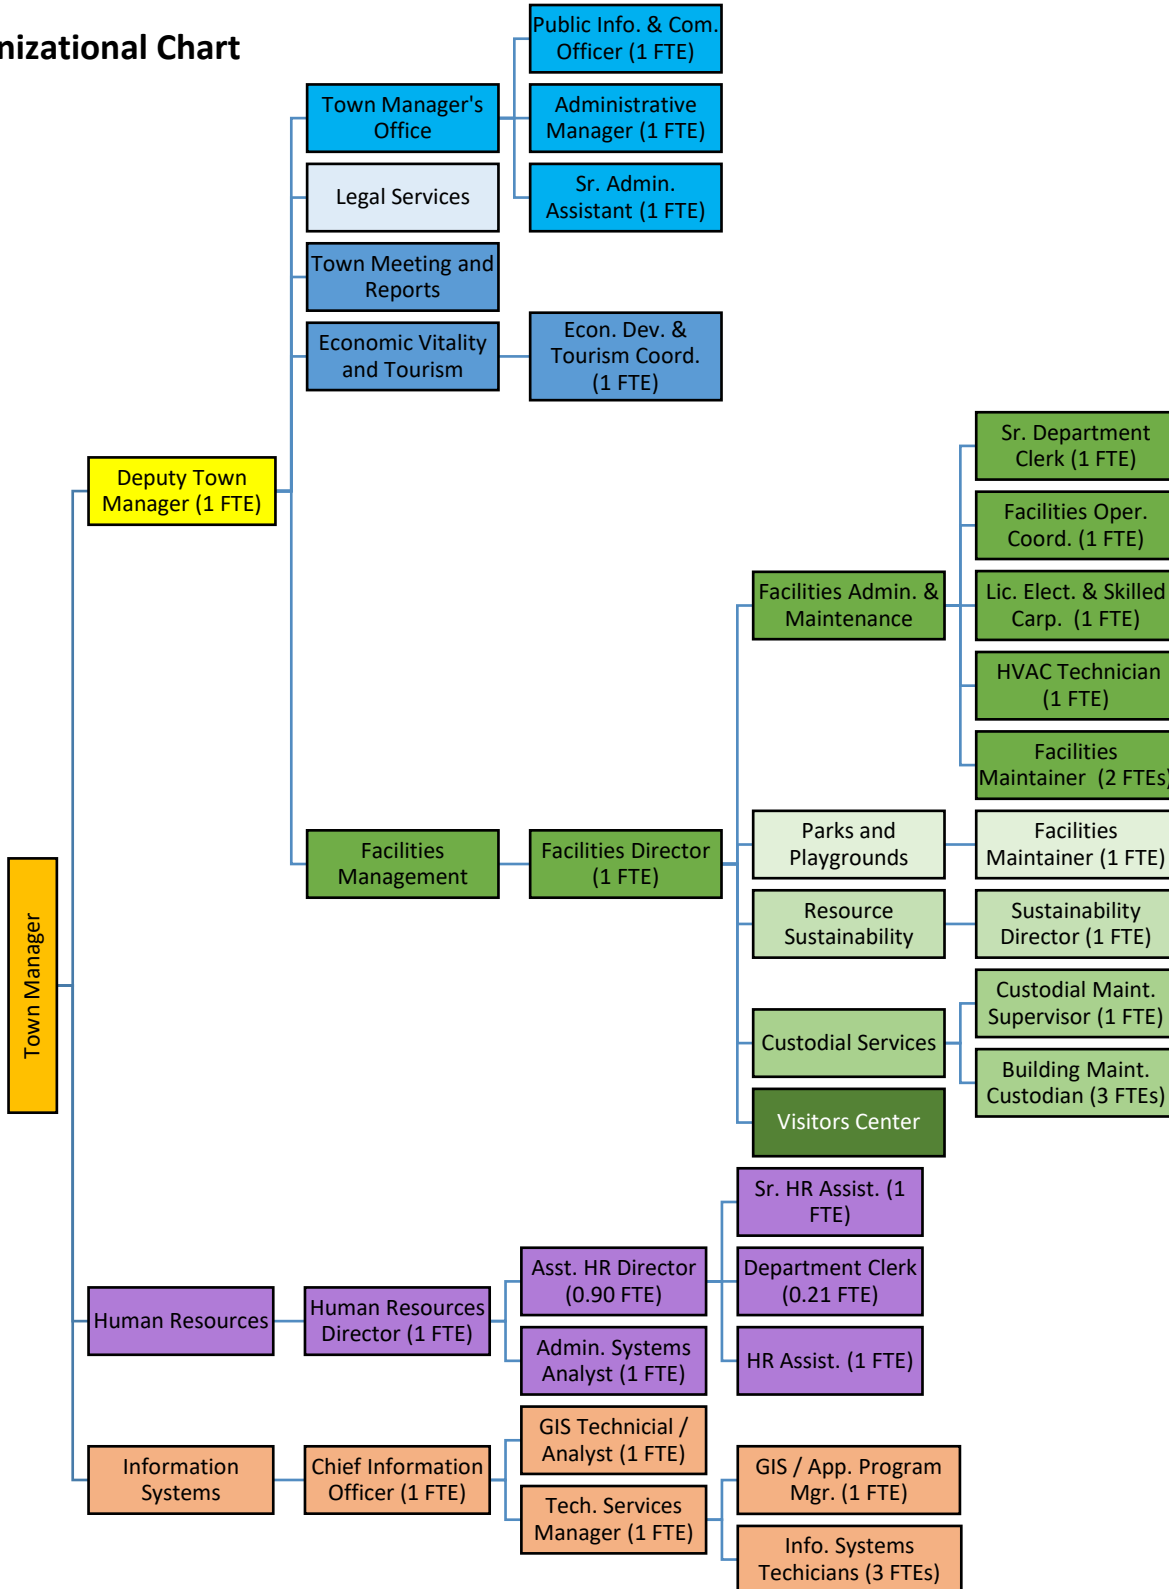 nizational Chart
Public Info. & Com.
Officer (1 FTE)
Town Manager's
Office
Administrative
Manager (1 FTE)
Sr. Admin.
Assistant (1 FTE)
Legal Services
Town Meeting and
Reports
Economic Vitality
and Tourism
Econ. Dev. &
Tourism Coord.
(1 FTE)
Deputy Town
Manager (1 FTE)
Sr. Department
Clerk (1 FTE)
Facilities Oper.
Coord. (1 FTE)
Facilities Admin. &
Maintenance
Lic. Elect. & Skilled
Carp.  (1 FTE)
HVAC Technician
(1 FTE)
Facilities
Maintainer  (2 FTEs)
Facilities
Management
Facilities Director
(1 FTE)
Parks and
Playgrounds
Facilities
Maintainer (1 FTE)
Resource
Sustainability
Sustainability
Director (1 FTE)
Custodial Services
Custodial Maint.
Supervisor (1 FTE)
Building Maint.
Custodian (3 FTEs)
Visitors Center
Town Manager
Human Resources
Human Resources
Director (1 FTE)
Asst. HR Director
(0.90 FTE)
Admin. Systems
Analyst (1 FTE)
Sr. HR Assist. (1
FTE)
Department Clerk
(0.21 FTE)
HR Assist. (1 FTE)
Information
Systems
Chief Information
Officer (1 FTE)
GIS Technicial /
Analyst (1 FTE)
Tech. Services
Manager (1 FTE)
GIS / App. Program
Mgr. (1 FTE)
Info. Systems
Techicians (3 FTEs)